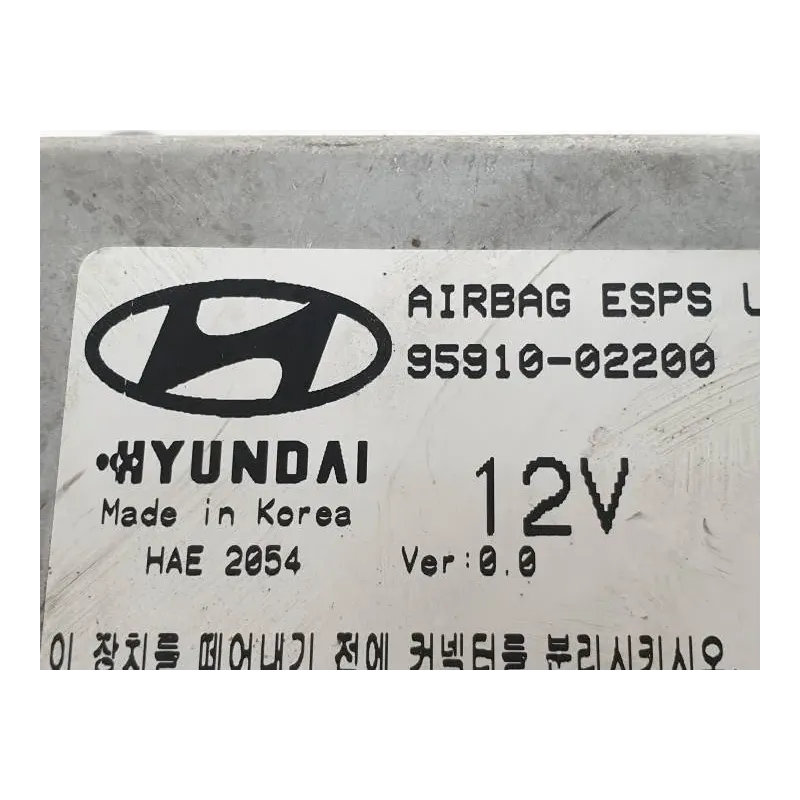 AIRBAG ESPS
95910-02200
HYUNDAI
12V
Made in Korea
HAE 2054
Ver:0.0
이 장치를 떼어내기 전에 커넥터를 분리시키시오.